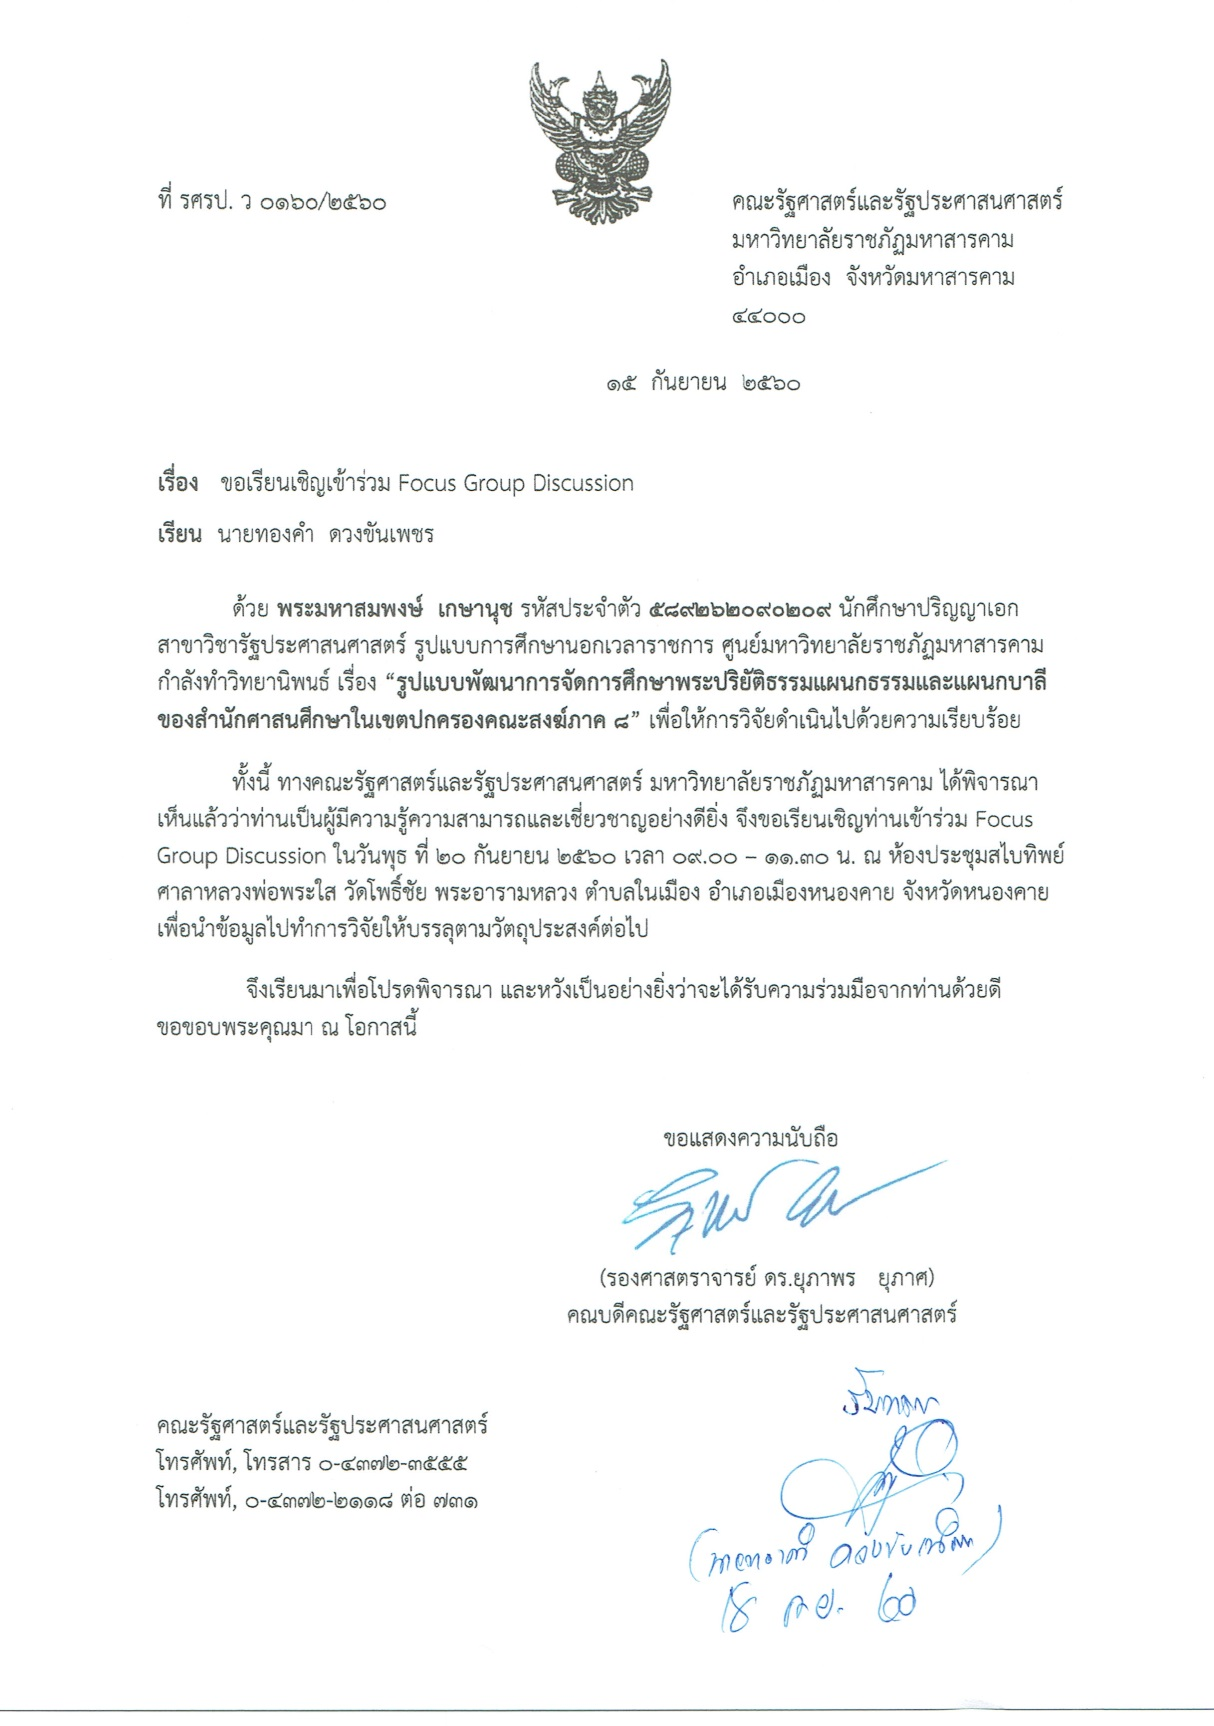 ที่ รศรป. ว ๐๑๖๐/๒๕๖๐
คณะรัฐศาสตร์และรัฐประศาสนศาสตร์
มหาวิทยาลัยราชภัฏมหาสารคาม
อำเภอเมือง จังหวัดมหาสารคาม
๔๔๐๐๐
๑๕ กันยายน ๒๕๖๐
เรื่อง ขอเรียนเชิญเข้าร่วม Focus Group Discussion
เรียน นายทองคำ ดวงขันเพชร
ด้วย พระมหาสมพงษ์ เกษานุช รหัสประจำตัว ๕๘๙๒๖๒๐๙๐๒๐๙ นักศึกษาปริญญาเอก
สาขาวิชารัฐประศาสนศาสตร์ รูปแบบการศึกษานอกเวลาราชการ ศูนย์มหาวิทยาลัยราชภัฏมหาสารคาม
กำลังทำวิทยานิพนธ์ เรื่อง “รูปแบบพัฒนาการจัดการศึกษาพระปริยัติธรรมแผนกธรรมและแผนกบาลี
ของสำนักศาสนศึกษาในเขตปกครองคณะสงฆ์ภาค ๘” เพื่อให้การวิจัยดำเนินไปด้วยความเรียบร้อย
ทั้งนี้ ทางคณะรัฐศาสตร์และรัฐประศาสนศาสตร์ มหาวิทยาลัยราชภัฏมหาสารคาม ได้พิจารณา
เห็นแล้วว่าท่านเป็นผู้มีความรู้ความสามารถและเชี่ยวชาญอย่างดียิ่ง จึงขอเรียนเชิญท่านเข้าร่วม Focus
Group Discussion ในวันพุธ ที่ ๒๐ กันยายน ๒๕๖๐ เวลา ๐๙.๐๐ – ๑๑.๓๐ น. ณ ห้องประชุมสไบทิพย์
ศาลาหลวงพ่อพระใส วัดโพธิ์ชัย พระอารามหลวง ตำบลในเมือง อำเภอเมืองหนองคาย จังหวัดหนองคาย
เพื่อนำข้อมูลไปทำการวิจัยให้บรรลุตามวัตถุประสงค์ต่อไป
จึงเรียนมาเพื่อโปรดพิจารณา และหวังเป็นอย่างยิ่งว่าจะได้รับความร่วมมือจากท่านด้วยดี
ขอขอบพระคุณมา ณ โอกาสนี้
ขอแสดงความนับถือ
(รองศาสตราจารย์ ดร.ยุภาพร ยุภาศ)
คณบดีคณะรัฐศาสตร์และรัฐประศาสนศาสตร์
รับทราบ
คณะรัฐศาสตร์และรัฐประศาสนศาสตร์
โทรศัพท์, โทรสาร ๐-๔๓๗๒-๓๕๕๕
โทรศัพท์, ๐-๔๓๗๒-๒๑๑๘ ต่อ ๗๓๑
(นายทองคำ ดวงขันเพชร)